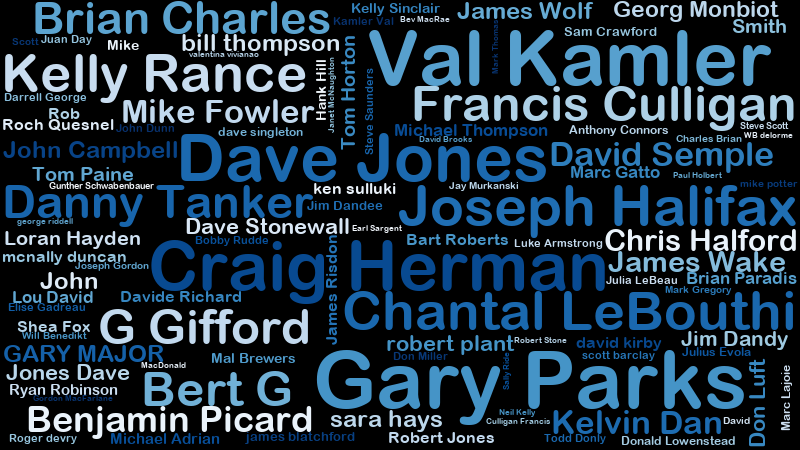 Brian Charles
Kelly Sinclair
James Wolf
Georg Monbiot
Scott
Juan Day
Mike
bill thompson
Kamler Val
Bev MacRae
Sam Crawford
Smith
valentina vivianao
Mark Thomas
Kelly Rance
Hank Hill
Janet McNaughton
Tom Horton
Steve Saunders
Val Kamler
Darrell George
Francis Culligan
Rob
Mike Fowler
Roch Quesnel
John Dunn
dave singleton
Michael Thompson
Anthony Connors
Steve Scott
WB delorme
David Brooks
Charles Brian
John Campbell
Dave Jones
David Semple
Tom Paine
Marc Gatto
Paul Holbert
Gunther Schwabenbauer
ken sulluki
Jay Murkanski
mike potter
Danny Tanker
Jim Dandee
Joseph Halifax
george riddell
Dave Stonewall
Earl Sargent
Loran Hayden
Bobby Rudde
Bart Roberts
Luke Armstrong
Chris Halford
mcnally duncan
Joseph Gordon
Craig Herman
James Wake
John
Julia LeBeau
Brian Paradis
Lou David
Davide Richard
James Risdon
Mark Gregory
Elise Gadreau
Chantal LeBouthi
Shea Fox
G Gifford
Will Benedikt
robert plant
Robert Stone
david kirby
Jim Dandy
GARY MAJOR
Mal Brewers
Don Miller
scott barclay
Julius Evola
MacDonald
Jones Dave
Bert G
Gary Parks
Sally Ride
Don Luft
Marc Lajoie
Ryan Robinson
Gordon MacFarlane
Benjamin Picard
sara hays
Neil Kelly
Culligan Francis
Kelvin Dan
David
Roger devry
Michael Adrian
james blatchford
Robert Jones
Todd Donly
Donald Lowenstead